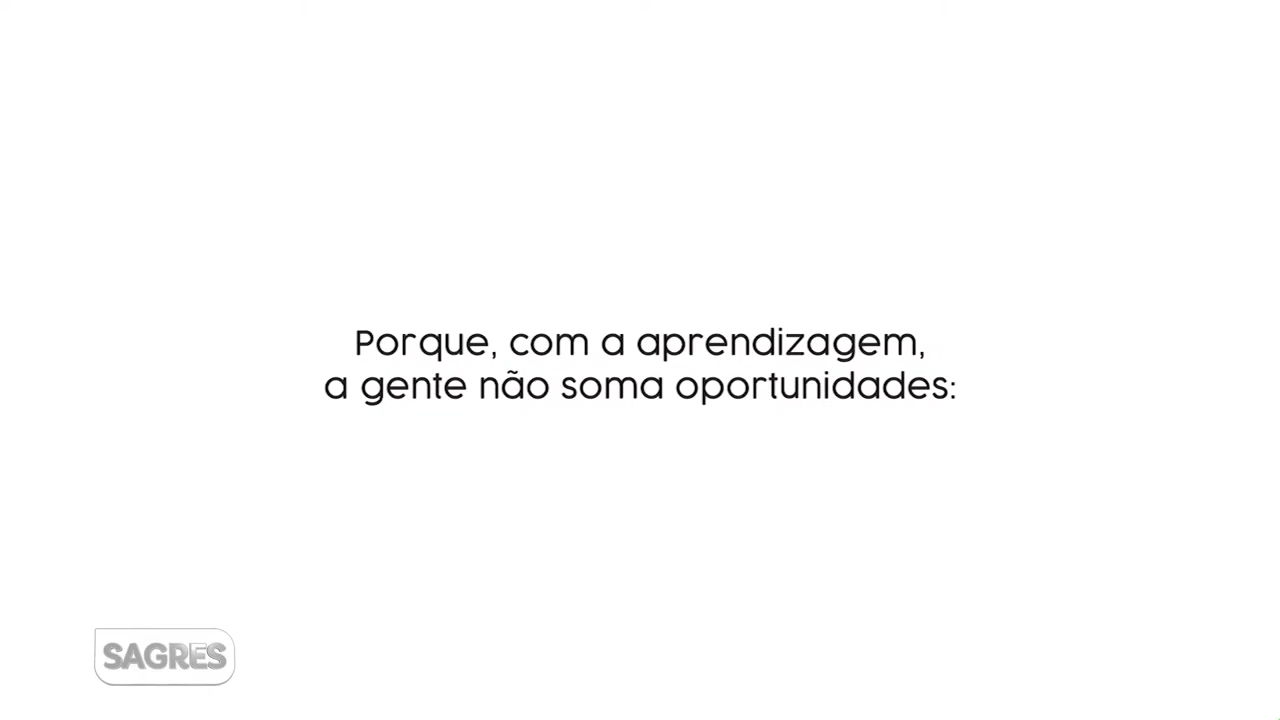 Porque, com a aprendizagem,
a gente não soma oportunidades:
SAGRES